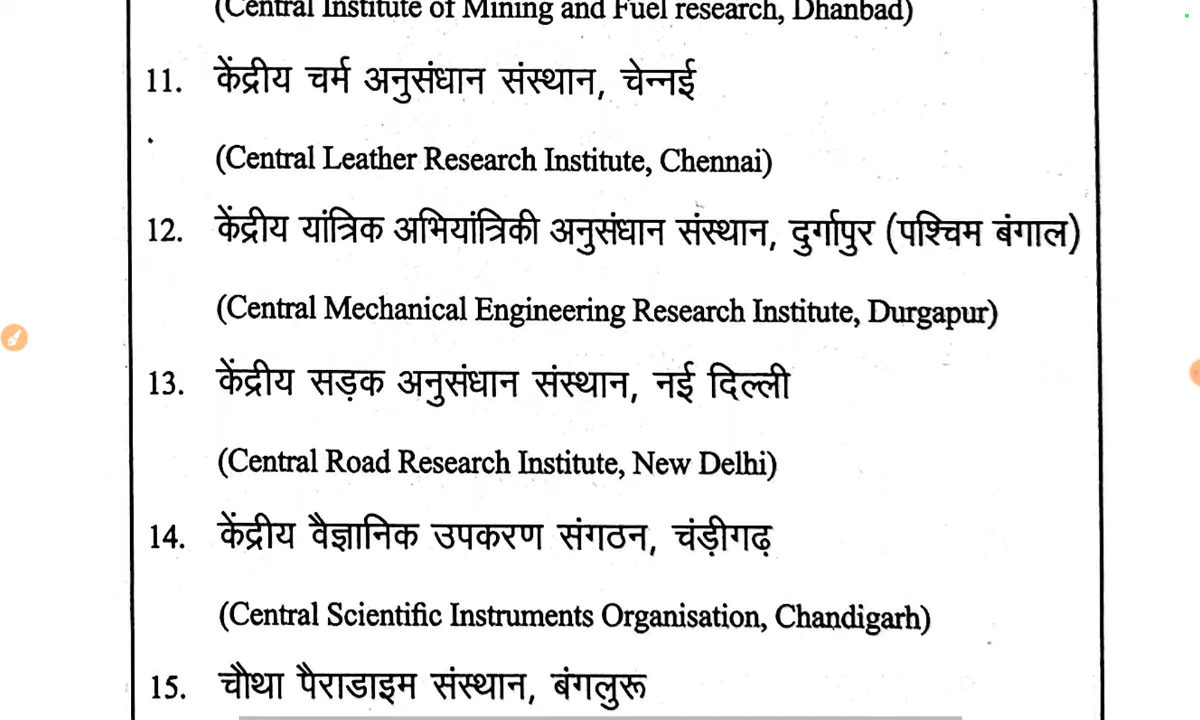 (Central Institute of Mining and Fuel research, Dhanbad)
11. केंद्रीय चर्म अनुसंधान संस्थान, चेन्नई
(Central Leather Research Institute, Chennai)
12. केंद्रीय यांत्रिक अभियांत्रिकी अनुसंधान संस्थान, दुर्गापुर (पश्चिम बंगाल)
(Central Mechanical Engineering Research Institute, Durgapur)
13. केंद्रीय सड़क अनुसंधान संस्थान, नई दिल्ली
(Central Road Research Institute, New Delhi)
14. केंद्रीय वैज्ञानिक उपकरण संगठन, चंड़ीगढ़
(Central Scientific Instruments Organisation, Chandigarh)
15. चौथा पैराडाइम संस्थान, बंगलुरू